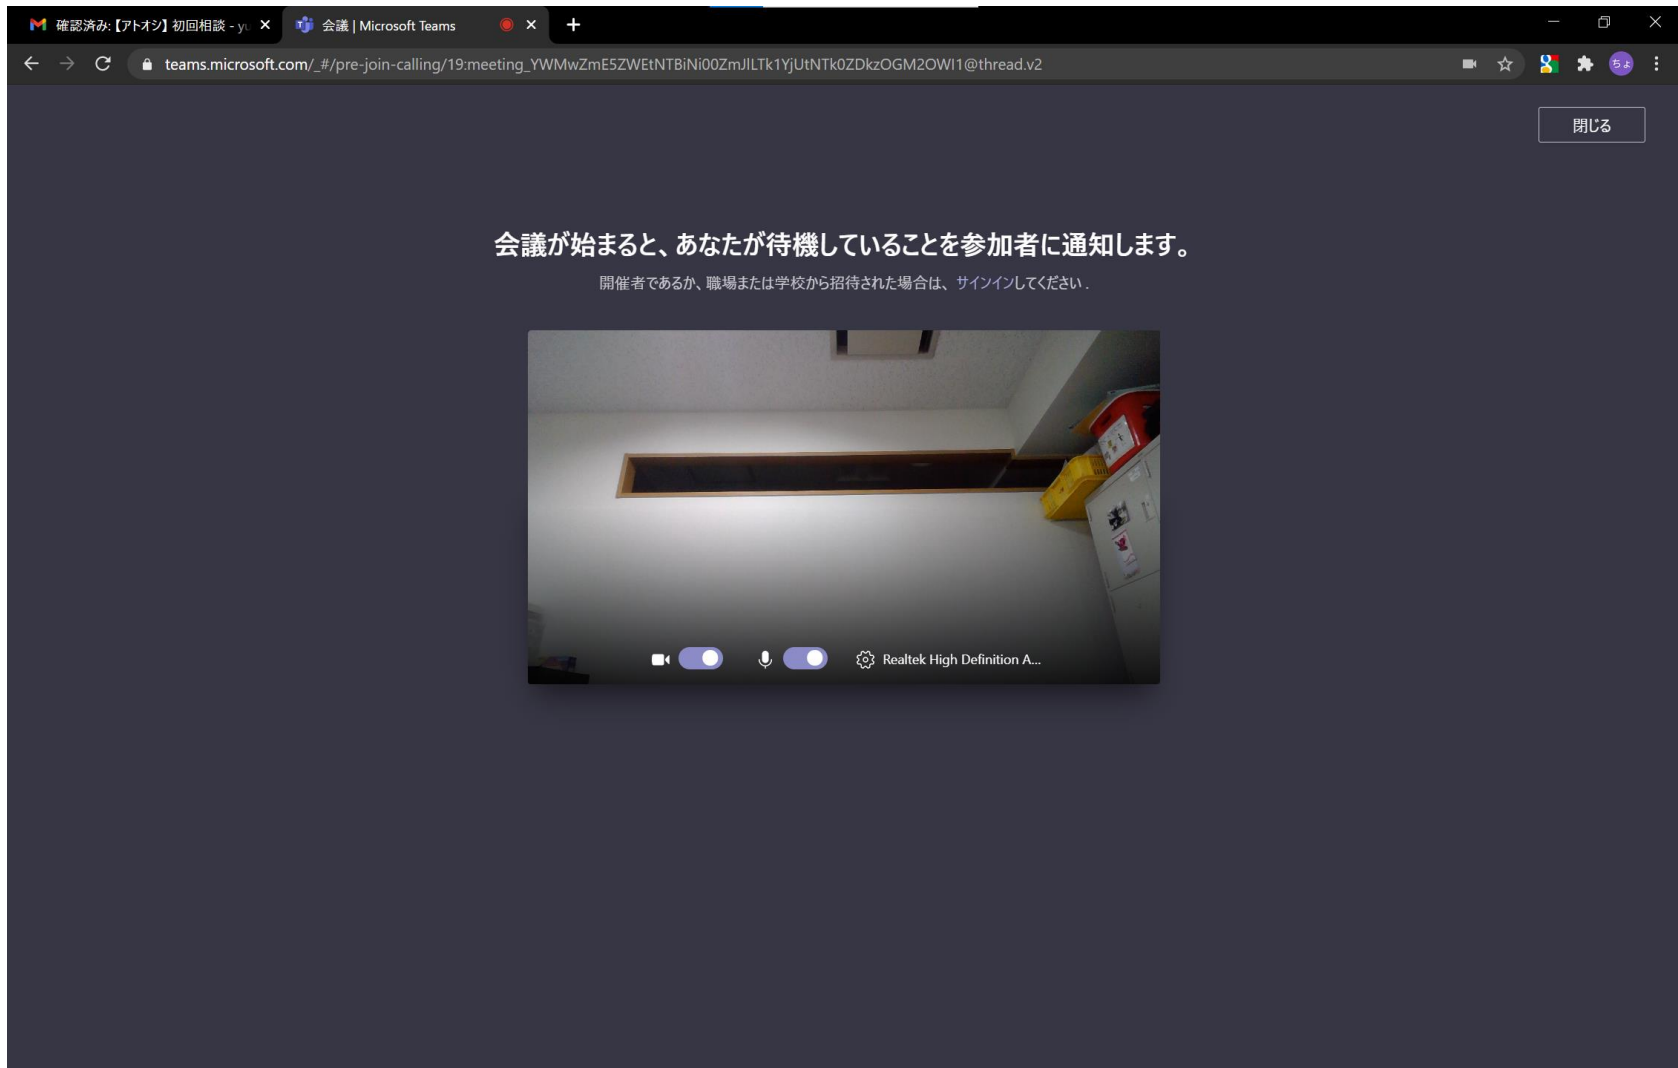 確認済み: 【アトオシ】 初回相談 - yu
会議 | Microsoft Teams
teams.microsoft.com/_#/pre-join-calling/19:meeting_YWMwZmE5ZWEtNTBiNi00ZmJlLTk1YjUtNTk0ZDkzOGM2OWI1@thread.v2
ちよ
閉じる
会議が始まると、あなたが待機していることを参加者に通知します。
開催者であるか、職場または学校から招待された場合は、サインインしてください .
Realtek High Definition A...